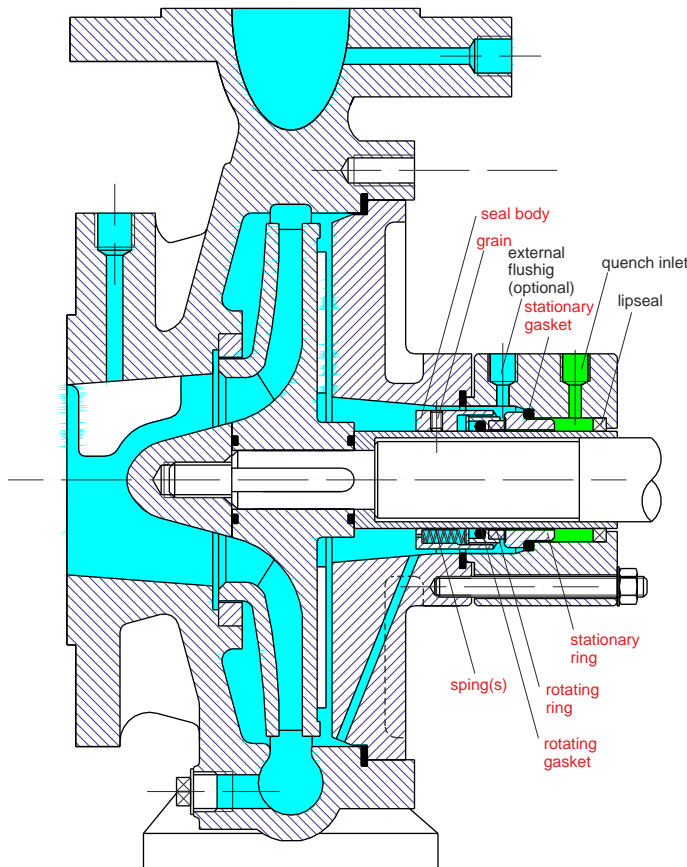 seal body
grain
external
flushig
(optional)
stationary
gasket
quench inlet
lipseal
stationary
ring
sping(s)
rotating
ring
rotating
gasket